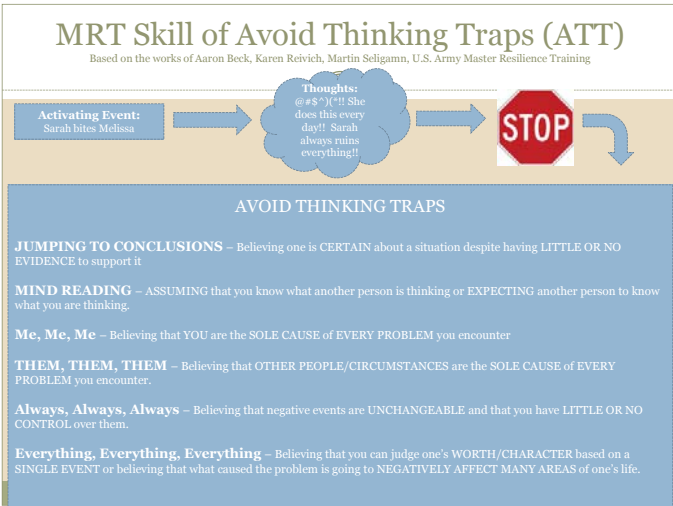 MRT Skill of Avoid Thinking Traps (ATT)
Based on the works of Aaron Beck, Karen Reivich, Martin Seligamn, U.S. Army Master Resilience Training
Activating Event:
Sarah bites Melissa
Thoughts:
@#$^)(*!! She
does this every
day!! Sarah
always ruins
everything!!
STOP
AVOID THINKING TRAPS
JUMPING TO CONCLUSIONS – Believing one is CERTAIN about a situation despite having LITTLE OR NO
EVIDENCE to support it
MIND READING – ASSUMING that you know what another person is thinking or EXPECTING another person to know
what you are thinking.
Me, Me, Me – Believing that YOU are the SOLE CAUSE of EVERY PROBLEM you encounter
THEM, THEM, THEM – Believing that OTHER PEOPLE/CIRCUMSTANCES are the SOLE CAUSE of EVERY
PROBLEM you encounter.
Always, Always, Always – Believing that negative events are UNCHANGEABLE and that you have LITTLE OR NO
CONTROL over them.
Everything, Everything, Everything – Believing that you can judge one's WORTH/CHARACTER based on a
SINGLE EVENT or believing that what caused the problem is going to NEGATIVELY AFFECT MANY AREAS of one's life.